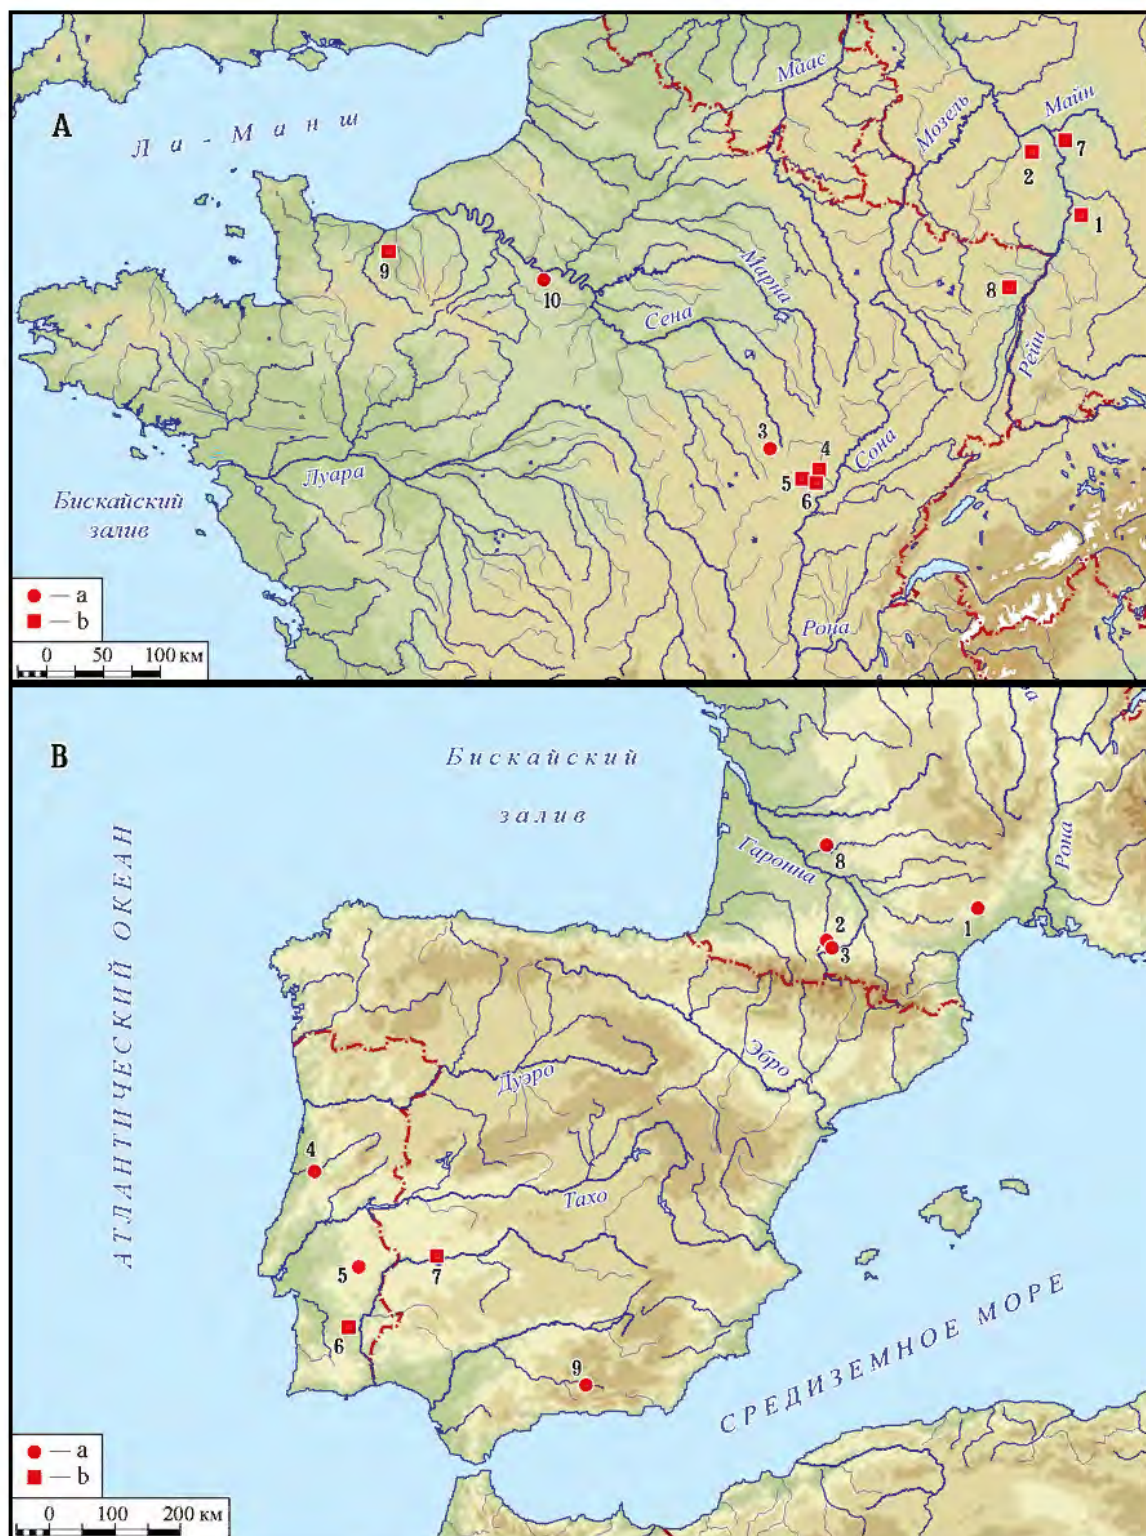 А
Ла-Манш
Маас
Мозель
Майн
7
2
1
9
10
Марна
Сена
8
Рейн
3
4
5
6
Сона
Луара
Бискайский
залив
Рона
a
b
0 50 100 км
В
Бискайский
залив
АТЛАНТИЧЕСКИЙ ОКЕАН
Рона
Гаронна
8
1
2
3
Эбро
Дуэро
4
Тахо
5
7
6
9
СРЕДИЗЕМНОЕ МОРЕ
— a
— b
0 100 200 км